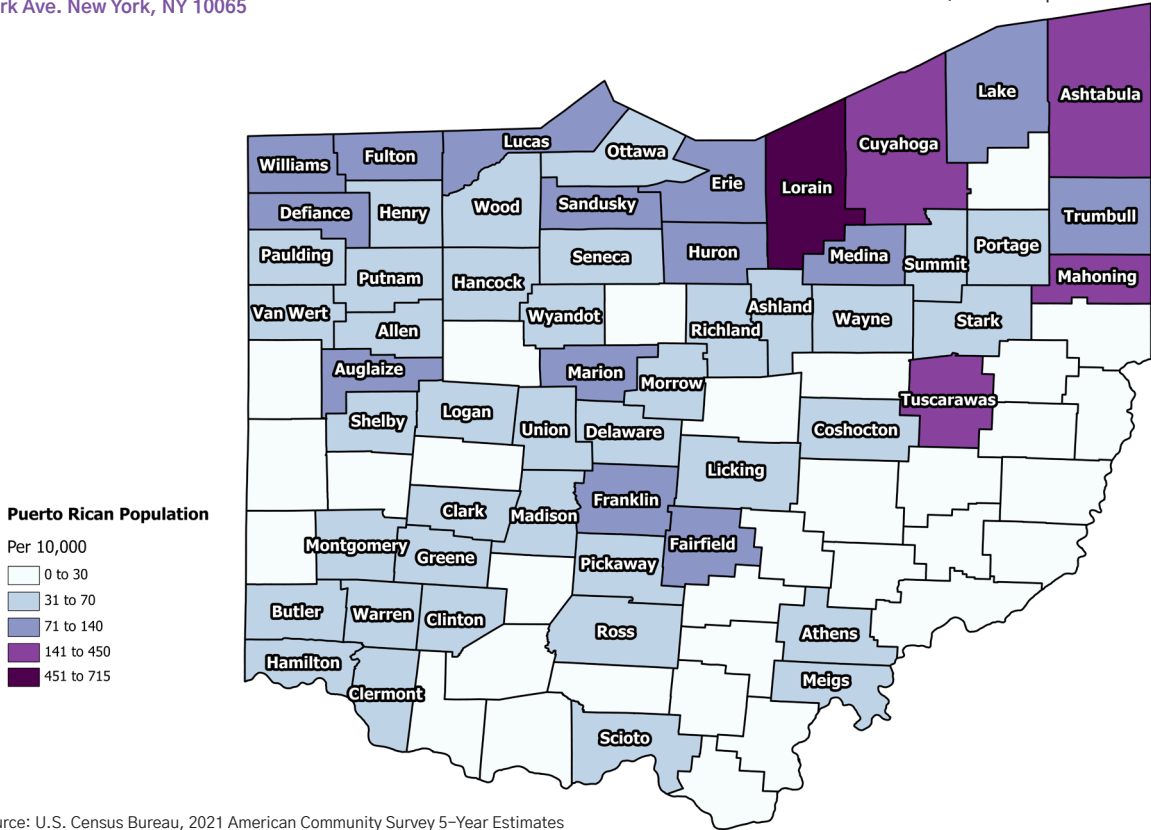 rk Ave. New York, NY 10065
Lake
Ashtabula
Cuyahoga
Lucas
Ottawa
Fulton
Williams
Erie
Lorain
Sandusky
Wood
Defiance
Henry
Trumbull
Portage
Huron
Medina
Paulding
Seneca
Summit
Putnam
Mahoning
Hancock
Ashland
Van Wert
Wyandot
Wayne
Stark
Allen
Richland
Auglaize
Marion
Morrow
Tuscarawas
Logan
Shelby
Union
Delaware
Coshocton
Licking
Franklin
Clark
Madison
Puerto Rican Population
Per 10,000
0 to 30
31 to 70
71 to 140
141 to 450
451 to 715
Montgomery
Fairfield
Greene
Pickaway
Butler
Warren
Clinton
Ross
Athens
Hamilton
Meigs
Clermont
Scioto
urce: U.S. Census Bureau, 2021 American Community Survey 5-Year Estimates